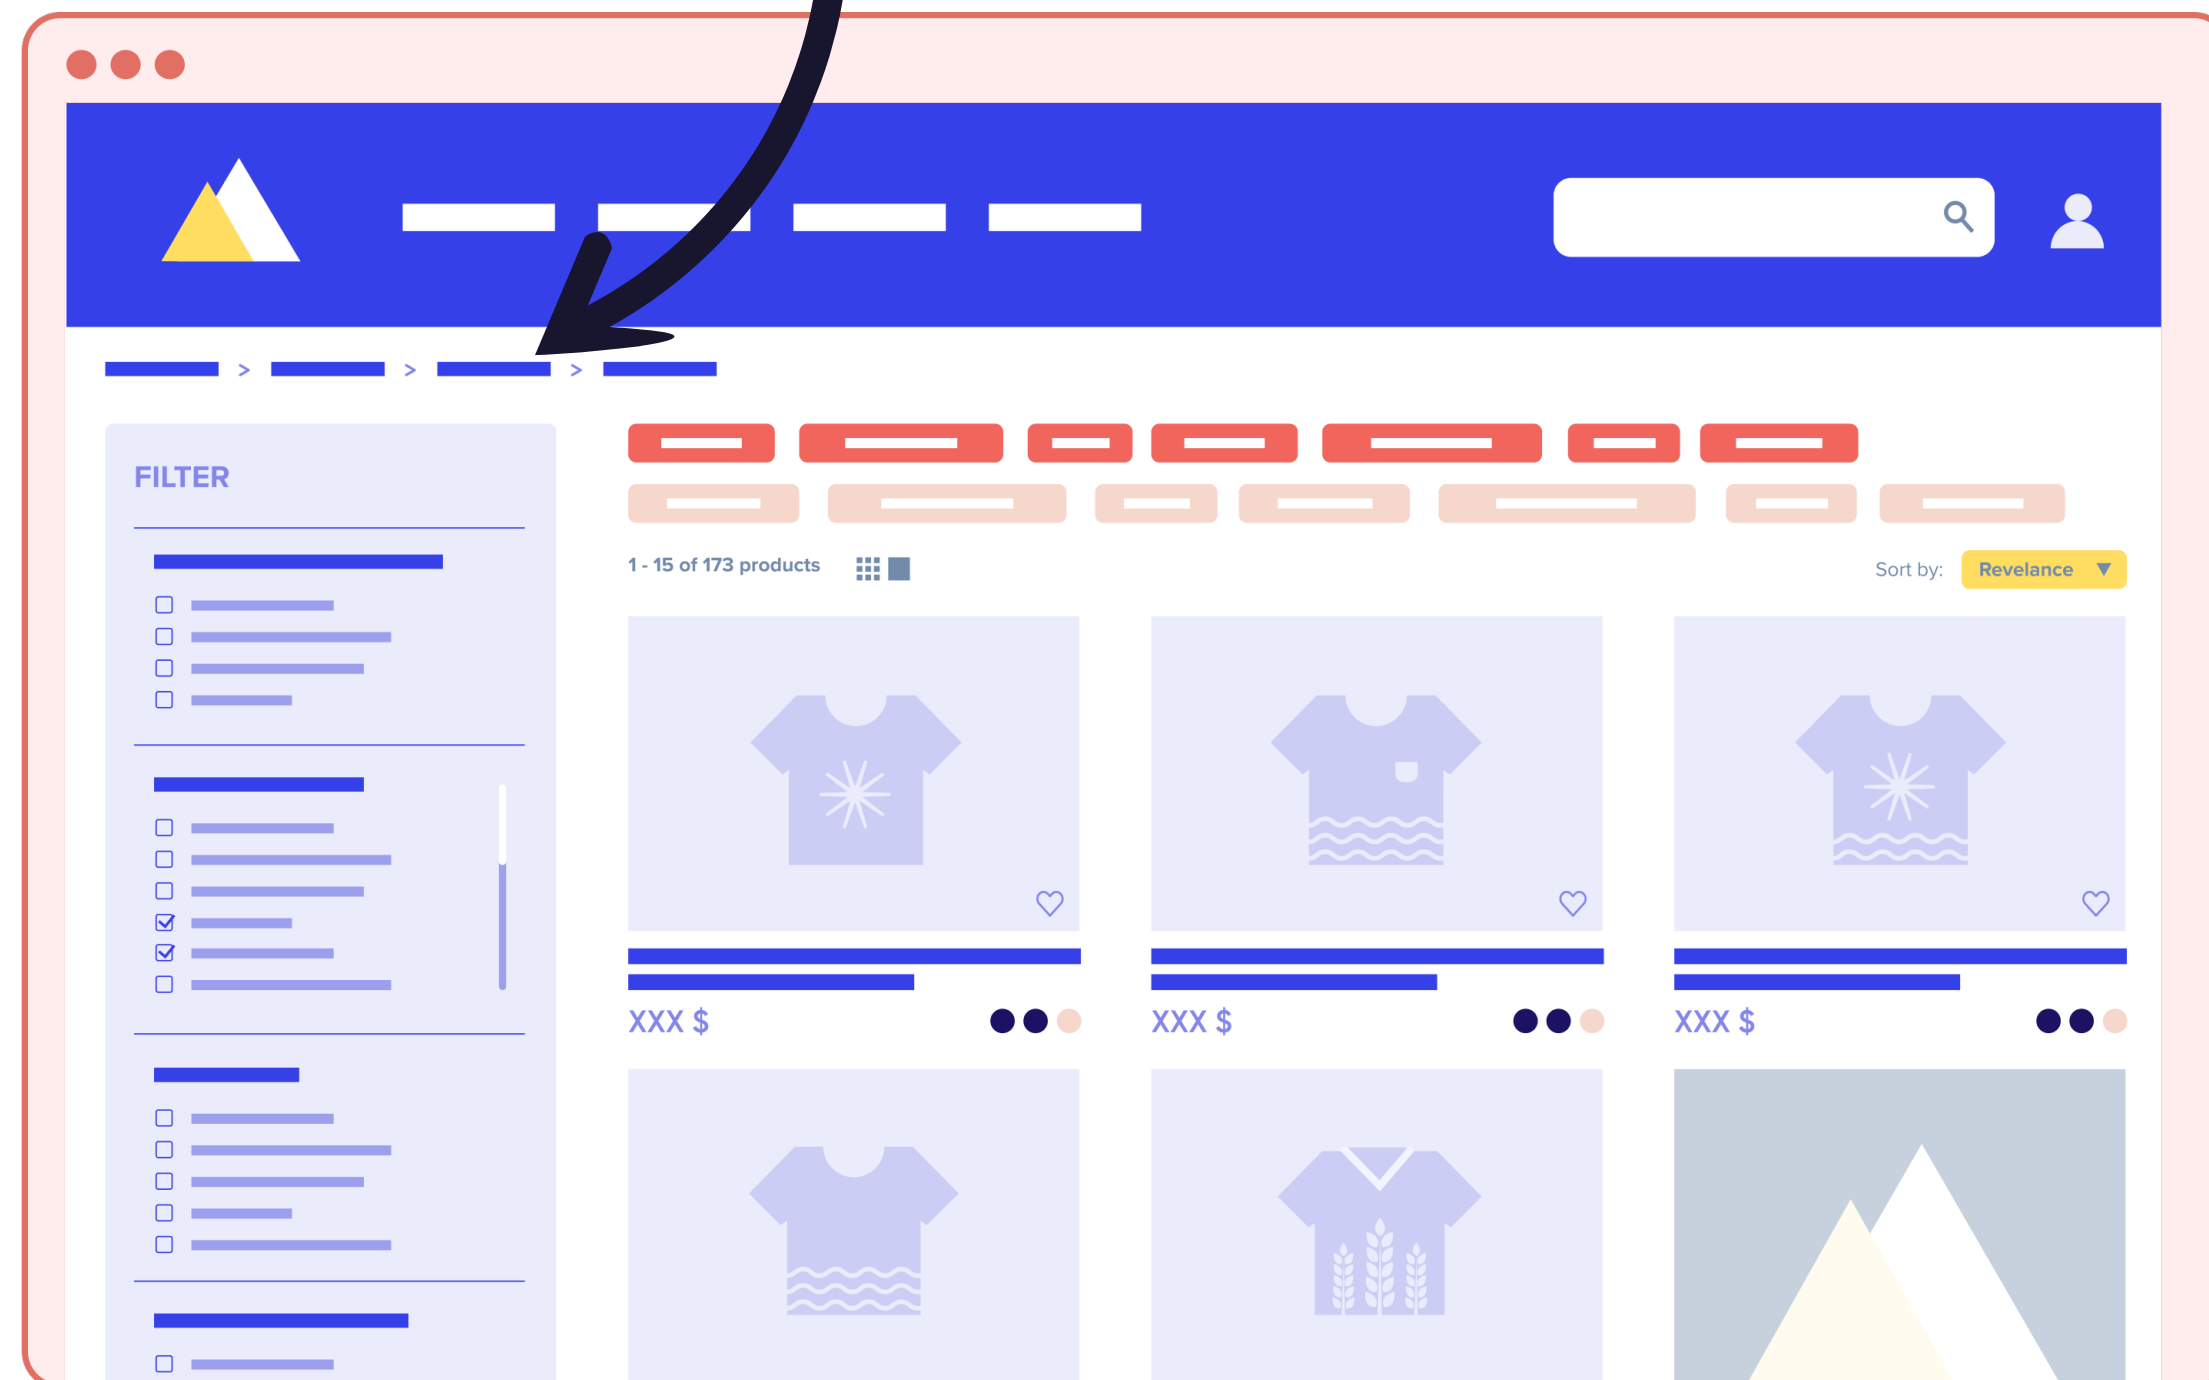 > > >
FILTER
1 - 15 of 173 products
Sort by: Revelance ▼
XXX $ XXX $ XXX $